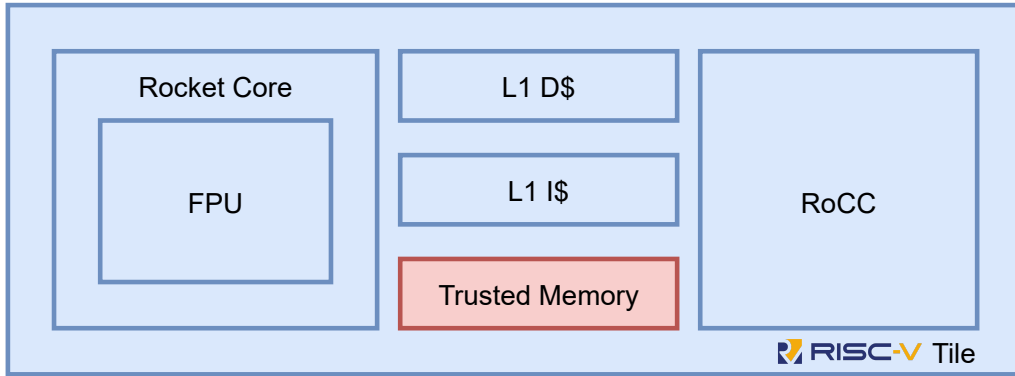 Rocket Core
FPU
L1 D$
L1 I$
Trusted Memory
RoCC
RISC-V Tile